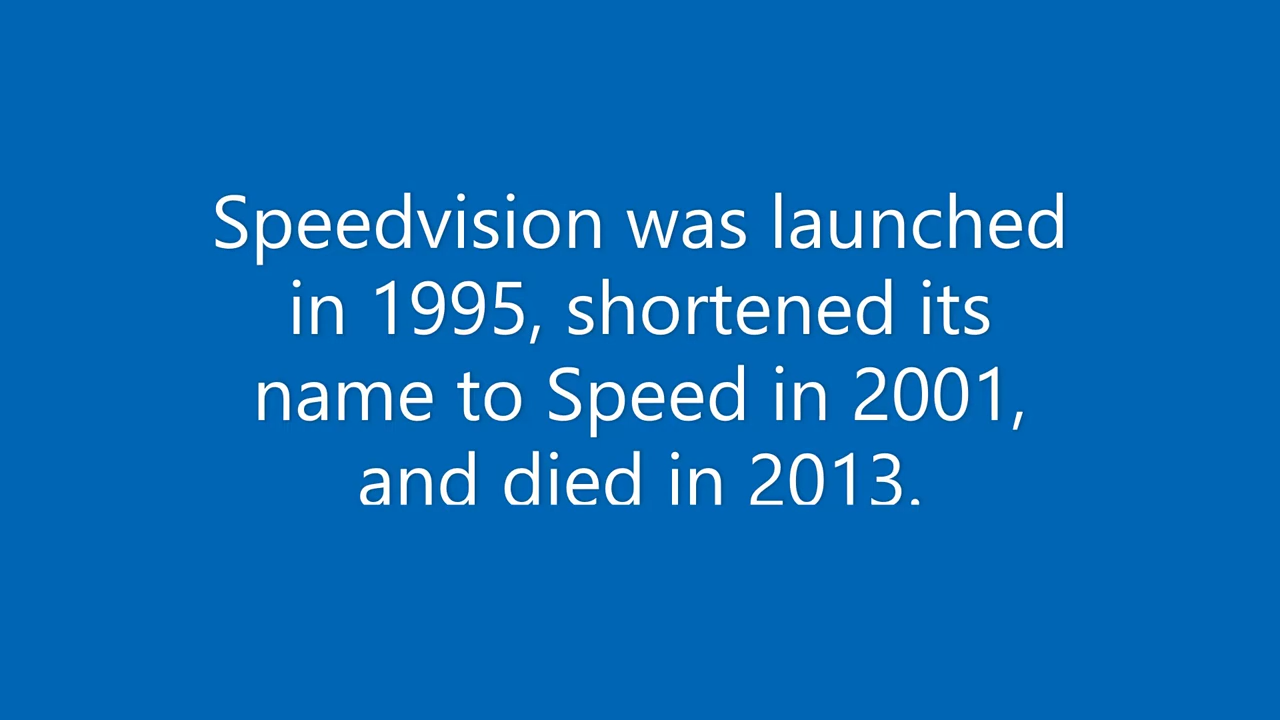 Speedvision was launched
in 1995, shortened its
name to Speed in 2001,
and died in 2013.